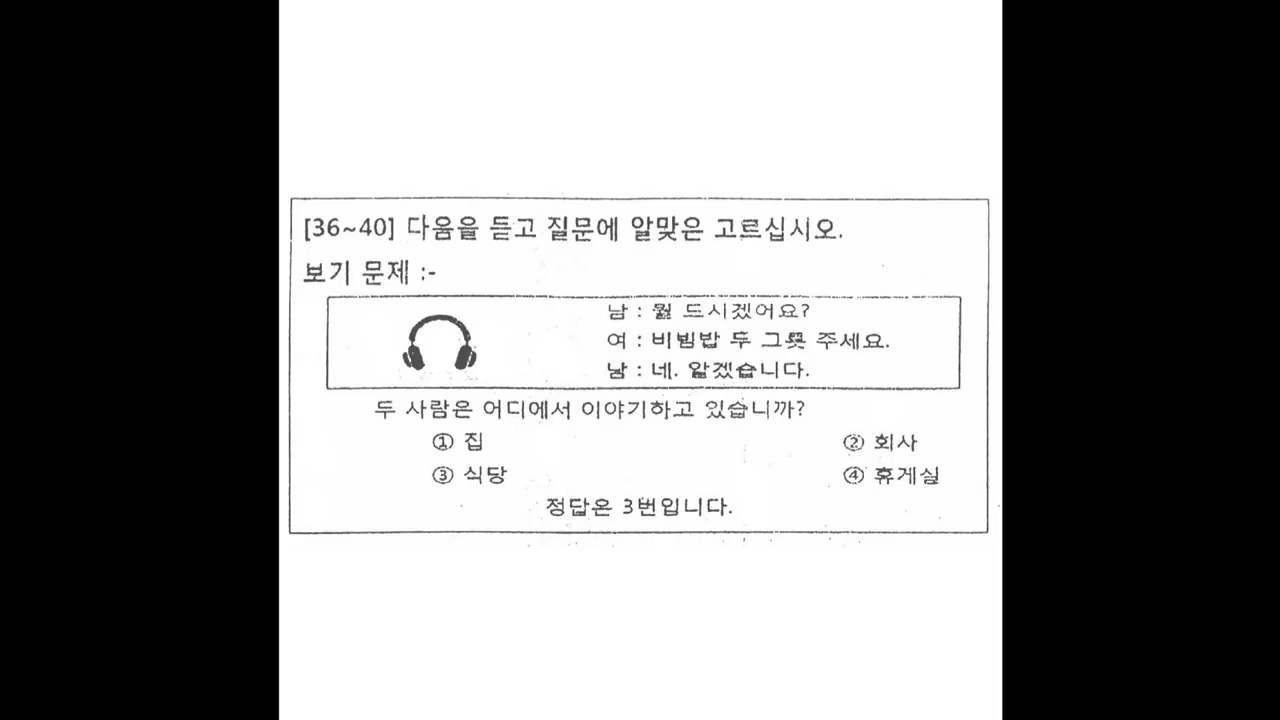 [36~40] 다음을 듣고 질문에 알맞은 고르십시오.
보기 문제 :-
남 : 뭘 드시겠어요?
여 : 비빔밥 두 그릇 주세요.
남 : 네. 알겠습니다.
두 사람은 어디에서 이야기하고 있습니까?
① 집
② 회사
③ 식당
④ 휴게실
정답은 3번입니다.